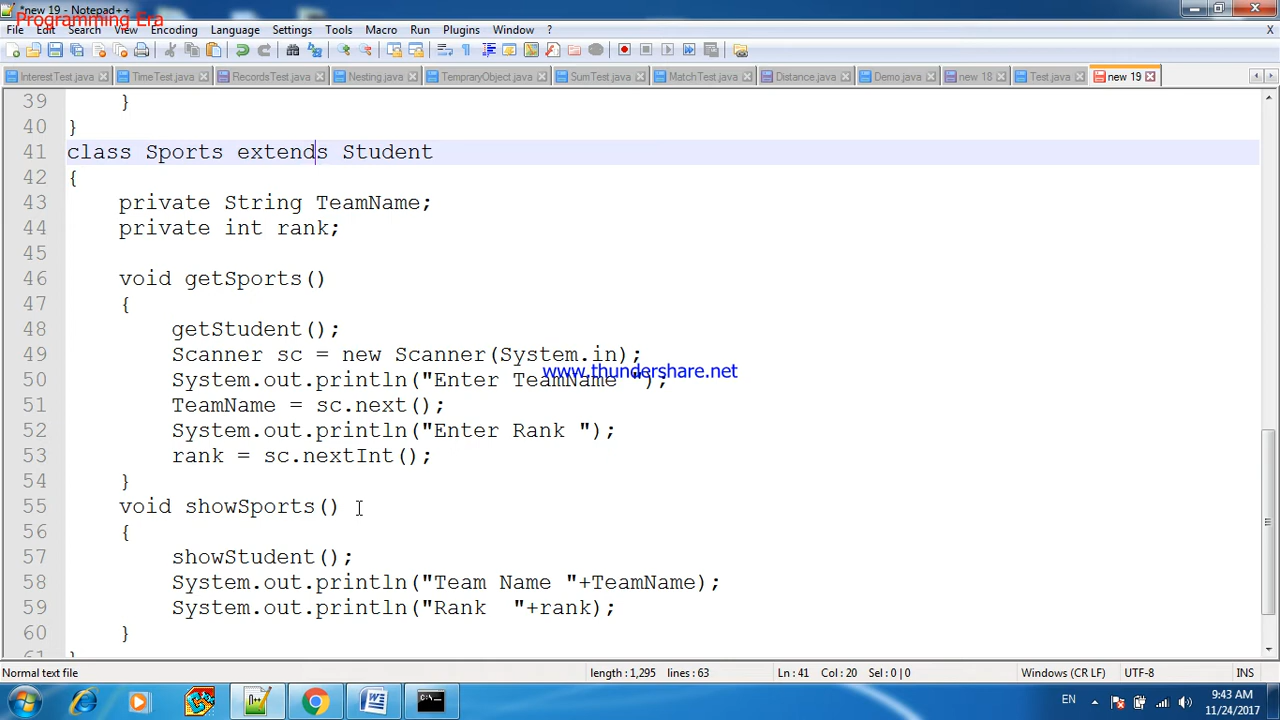 *new 19 - Notepad++
Programming Era
File Edit Search View Encoding Language Settings Tools Macro Run Plugins Window ? X
InterestTest.java TimeTest.java RecordsTest.java Nesting.java TempraryObject.java SumTest.java MatchTest.java Distance.java Demo.java new 18 Test.java new 19
39 }
40 }
41 class Sports extends Student
42 {
43 private String TeamName;
44 private int rank;
45
46 void getSports()
47 {
48 getStudent();
49 Scanner sc = new Scanner(System.in);
www.thundershare.net
50 System.out.println("Enter TeamName ");
51 TeamName = sc.next();
52 System.out.println("Enter Rank ");
53 rank = sc.nextInt();
54 }
55 void showSports()
56 {
57 showStudent();
58 System.out.println("Team Name "+TeamName);
59 System.out.println("Rank  "+rank);
60 }
61 }
Normal text file length : 1,295 lines : 63 Ln : 41 Col : 20 Sel : 0 | 0 Windows (CR LF) UTF-8 INS
EN 9:43 AM
11/24/2017